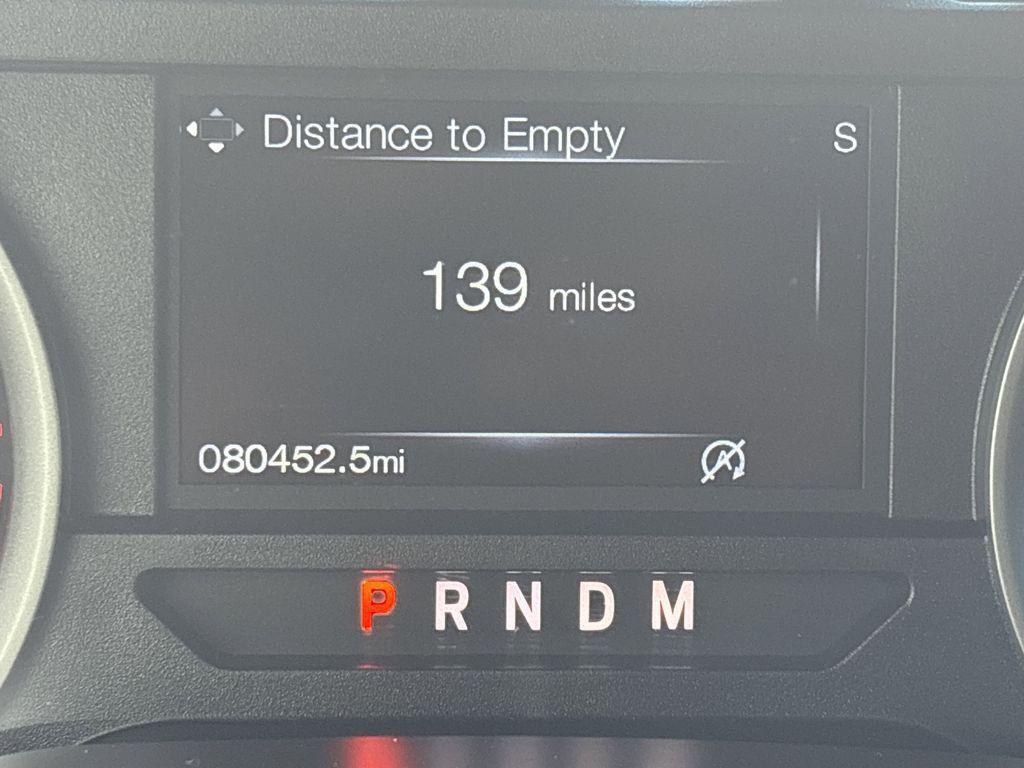 Distance to Empty S
139 miles
080452.5mi
P R N D M